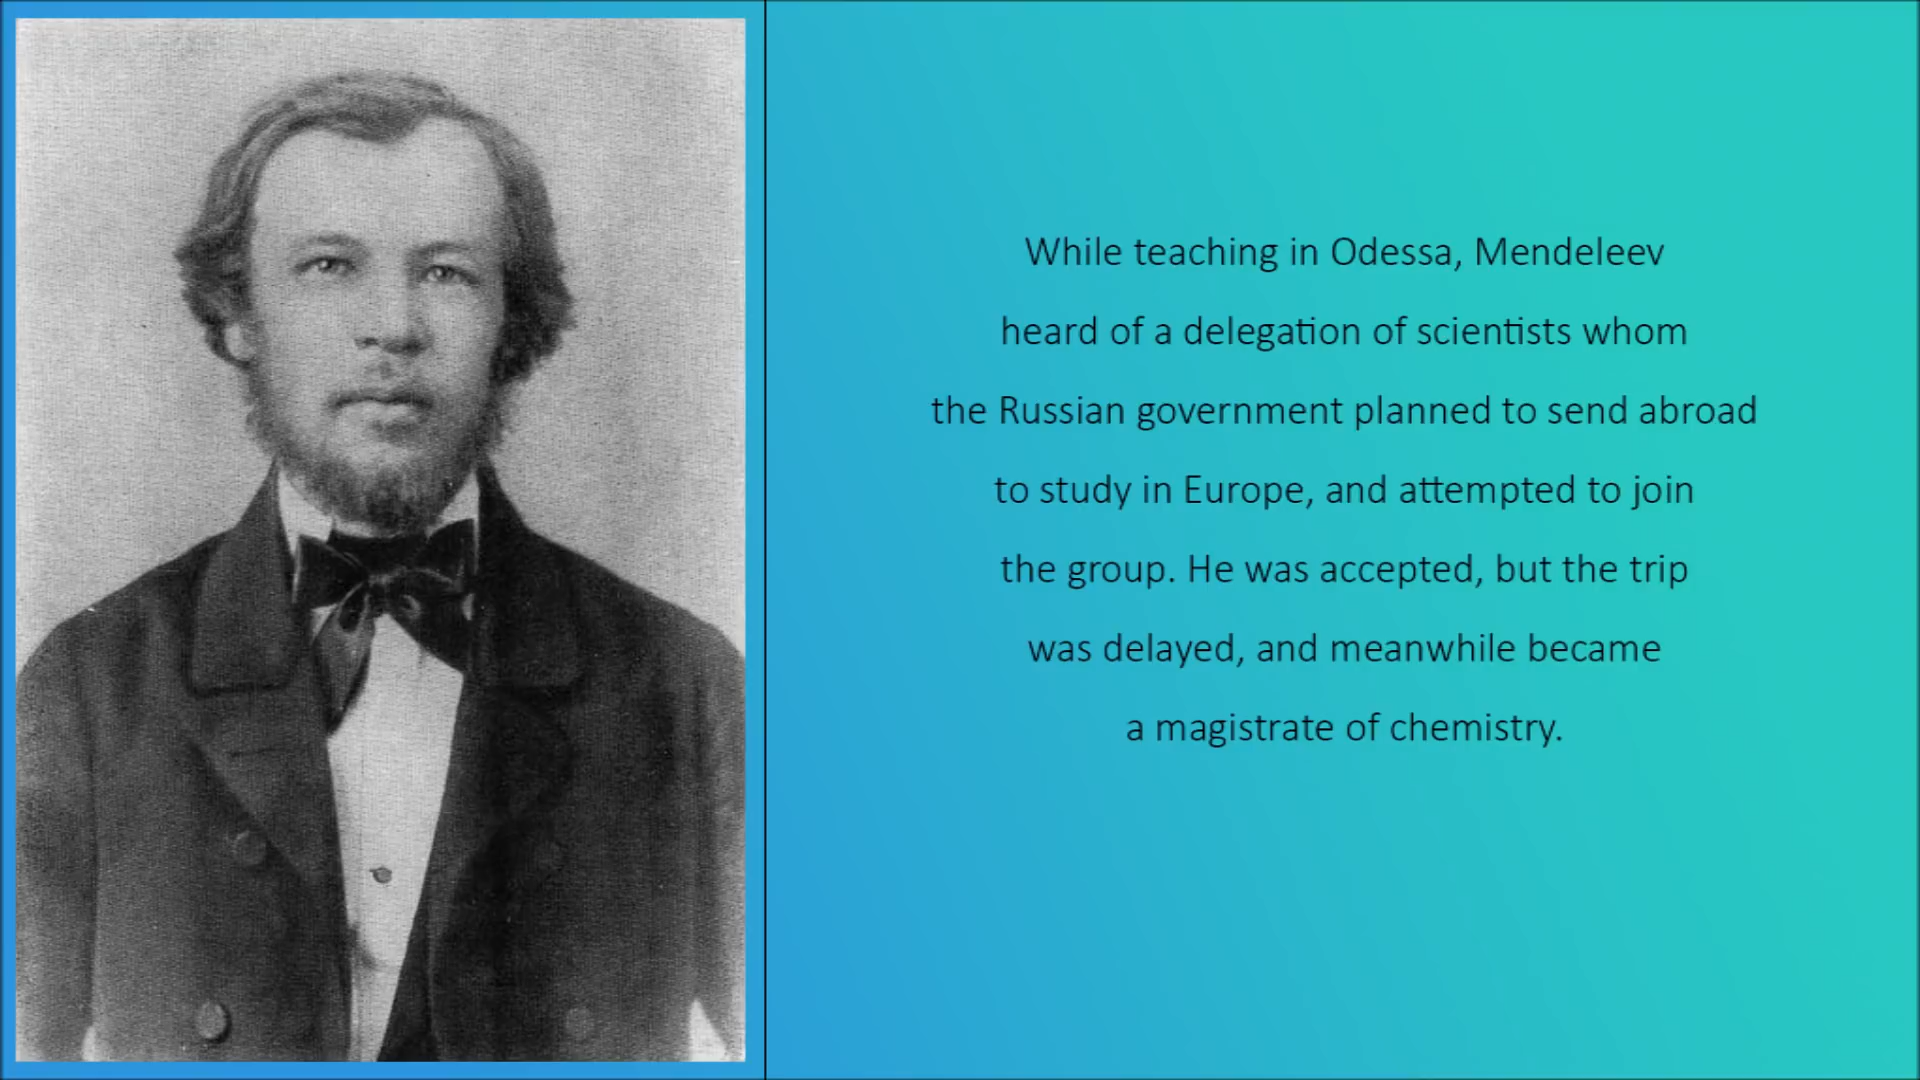 While teaching in Odessa, Mendeleev
heard of a delegation of scientists whom
the Russian government planned to send abroad
to study in Europe, and attempted to join
the group. He was accepted, but the trip
was delayed, and meanwhile became
a magistrate of chemistry.